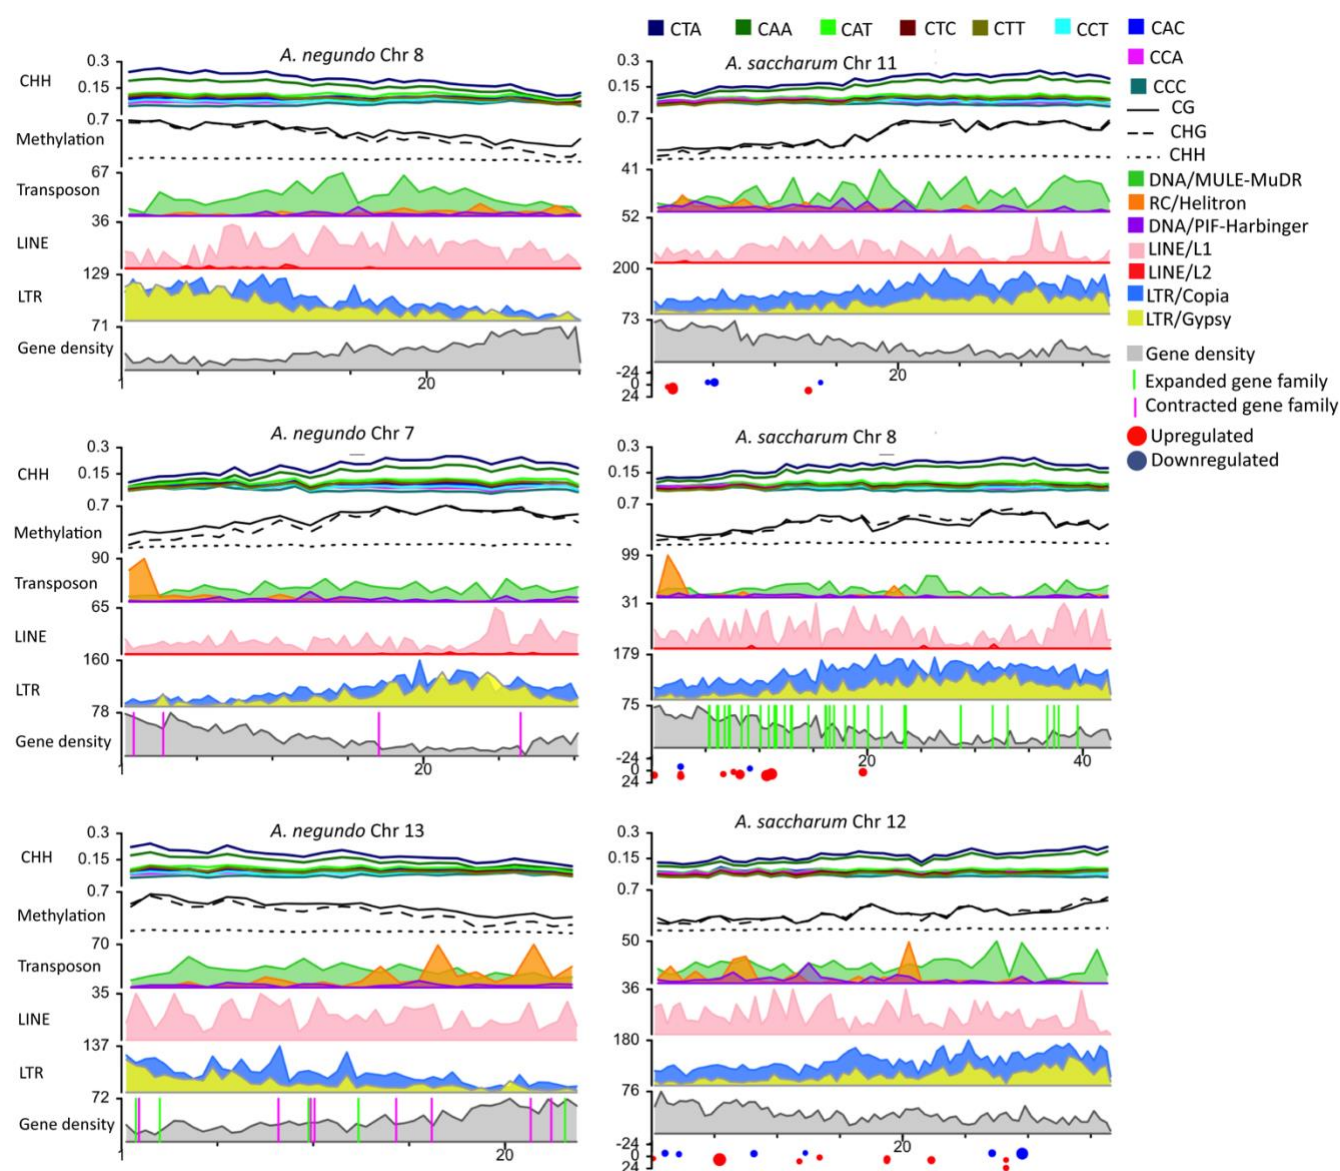 CTA CAA CAT CTC CTT CCT CAC
CCA
CCC
CG
CHG
CHH
DNA/MULE-MuDR
RC/Helitron
DNA/PIF-Harbinger
LINE/L1
LINE/L2
LTR/Copia
LTR/Gypsy
Gene density
Expanded gene family
Contracted gene family
Upregulated
Downregulated
A. negundo Chr 8
CHH 0.3
0.15
Methylation 0.7
Transposon 67
LINE 36
LTR 129
Gene density 71
20
A. saccharum Chr 11
0.3
0.15
0.7
41
52
200
73
20
-24
0
24
A. negundo Chr 7
CHH 0.3
0.15
Methylation 0.7
Transposon 90
LINE 65
LTR 160
Gene density 78
20
A. saccharum Chr 8
0.3
0.15
0.7
99
31
179
75
20 40
-24
0
24
A. negundo Chr 13
CHH 0.3
0.15
Methylation 0.7
Transposon 70
LINE 35
LTR 137
Gene density 72
20
A. saccharum Chr 12
0.3
0.15
0.7
50
36
180
76
20
-24
0
24